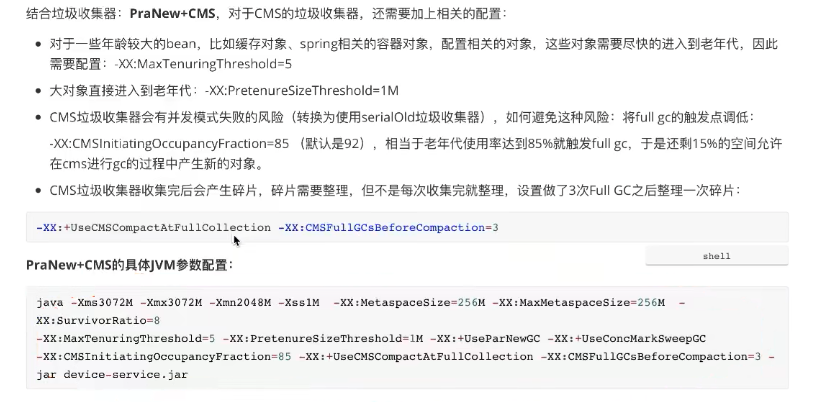 结合垃圾收集器：PraNew+CMS，对于CMS的垃圾收集器，还需要加上相关的配置：
对于一些年龄较大的bean，比如缓存对象、spring相关的容器对象，配置相关的对象，这些对象需要尽快的进入到老年代，因此
需要配置：-XX:MaxTenuringThreshold=5
大对象直接进入到老年代：-XX:PretenureSizeThreshold=1M
CMS垃圾收集器会有并发模式失败的风险（转换为使用serialOld垃圾收集器），如何避免这种风险：将full gc的触发点调低：
-XX:CMSInitiatingOccupancyFraction=85 （默认是92），相当于老年代使用率达到85%就触发full gc，于是还剩15%的空间允许
在cms进行gc的过程中产生新的对象。
CMS垃圾收集器收集完后会产生碎片，碎片需要整理，但不是每次收集完就整理，设置做了3次Full GC之后整理一次碎片：
-XX:+UseCMSCompactAtFullCollection -XX:CMSFullGCsBeforeCompaction=3
shell
PraNew+CMS的具体JVM参数配置：
java -Xms3072M -Xmx3072M -Xmn2048M -Xss1M  -XX:MetaspaceSize=256M -XX:MaxMetaspaceSize=256M  -
XX:SurvivorRatio=8
-XX:MaxTenuringThreshold=5 -XX:PretenureSizeThreshold=1M -XX:+UseParNewGC -XX:+UseConcMarkSweepGC
-XX:CMSInitiatingOccupancyFraction=85 -XX:+UseCMSCompactAtFullCollection -XX:CMSFullGCsBeforeCompaction=3 -
jar device-service.jar